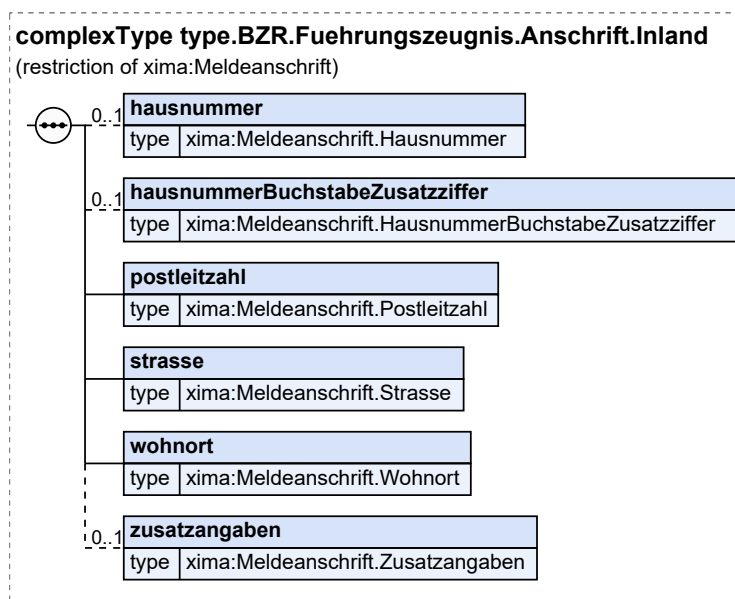 complexType type.BZR.Fuehrungszeugnis.Anschrift.Inland
(restriction of xima:Meldeanschrift)
0..1 hausnummer
type xima:Meldeanschrift.Hausnummer
0..1 hausnummerBuchstabeZusatzziffer
type xima:Meldeanschrift.HausnummerBuchstabeZusatzziffer
postleitzahl
type xima:Meldeanschrift.Postleitzahl
strasse
type xima:Meldeanschrift.Strasse
wohnort
type xima:Meldeanschrift.Wohnort
0..1 zusatzangaben
type xima:Meldeanschrift.Zusatzangaben